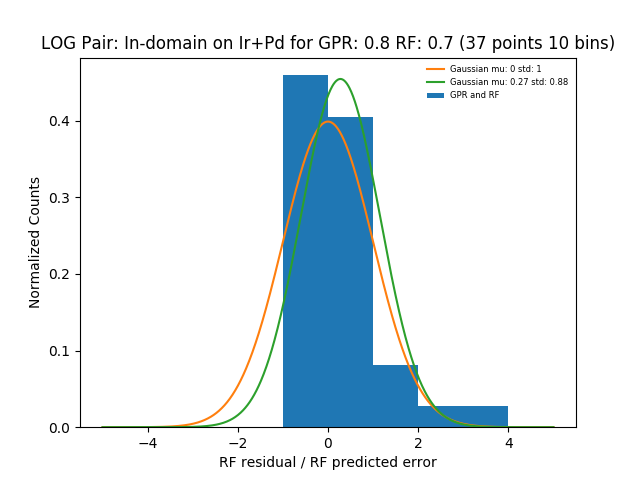 LOG Pair: In-domain on Ir+Pd for GPR: 0.8 RF: 0.7 (37 points 10 bins)
Gaussian mu: 0 std: 1
Gaussian mu: 0.27 std: 0.88
GPR and RF
Normalized Counts
0.4
0.3
0.2
0.1
0.0
−4
−2
0
2
4
RF residual / RF predicted error